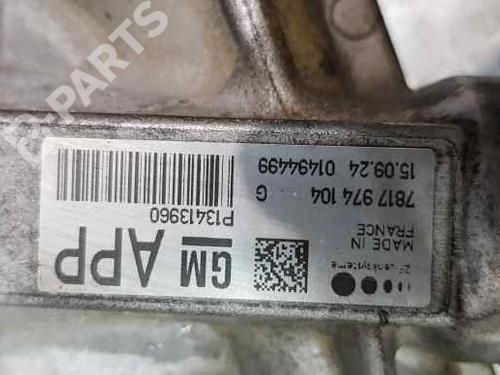 B-PARTS
15.09.24 01494499
7817 974 104 G
MADE IN
FRANCE
ZF Lenksysteme
P13413960
GM APP